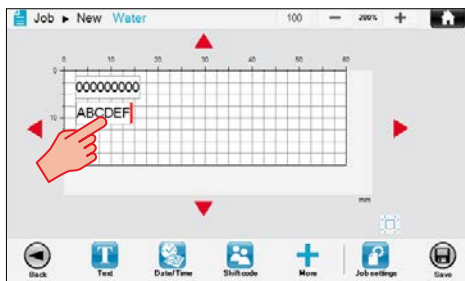 Job ▶ New Water 100 200%
0 10 20 30 40 50 60
0
000000000
ABCDEF
10
mm
Back Text Date/Time Shift code More Job settings Save